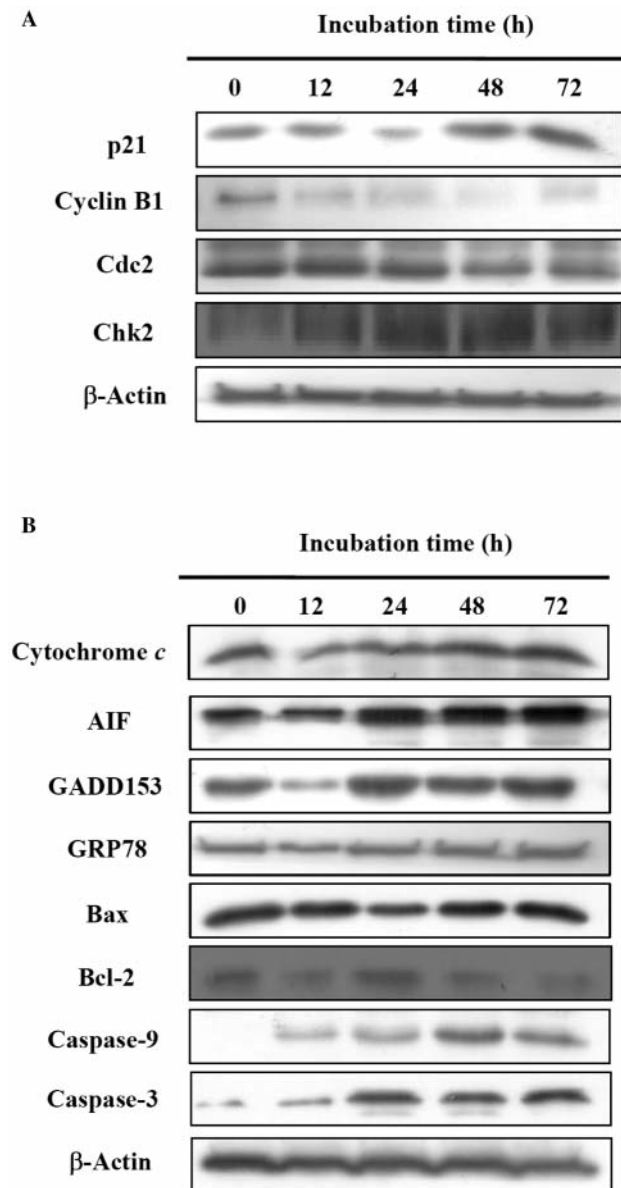 A
Incubation time (h)
0 12 24 48 72
p21
Cyclin B1
Cdc2
Chk2
β-Actin
B
Incubation time (h)
0 12 24 48 72
Cytochrome c
AIF
GADD153
GRP78
Bax
Bcl-2
Caspase-9
Caspase-3
β-Actin